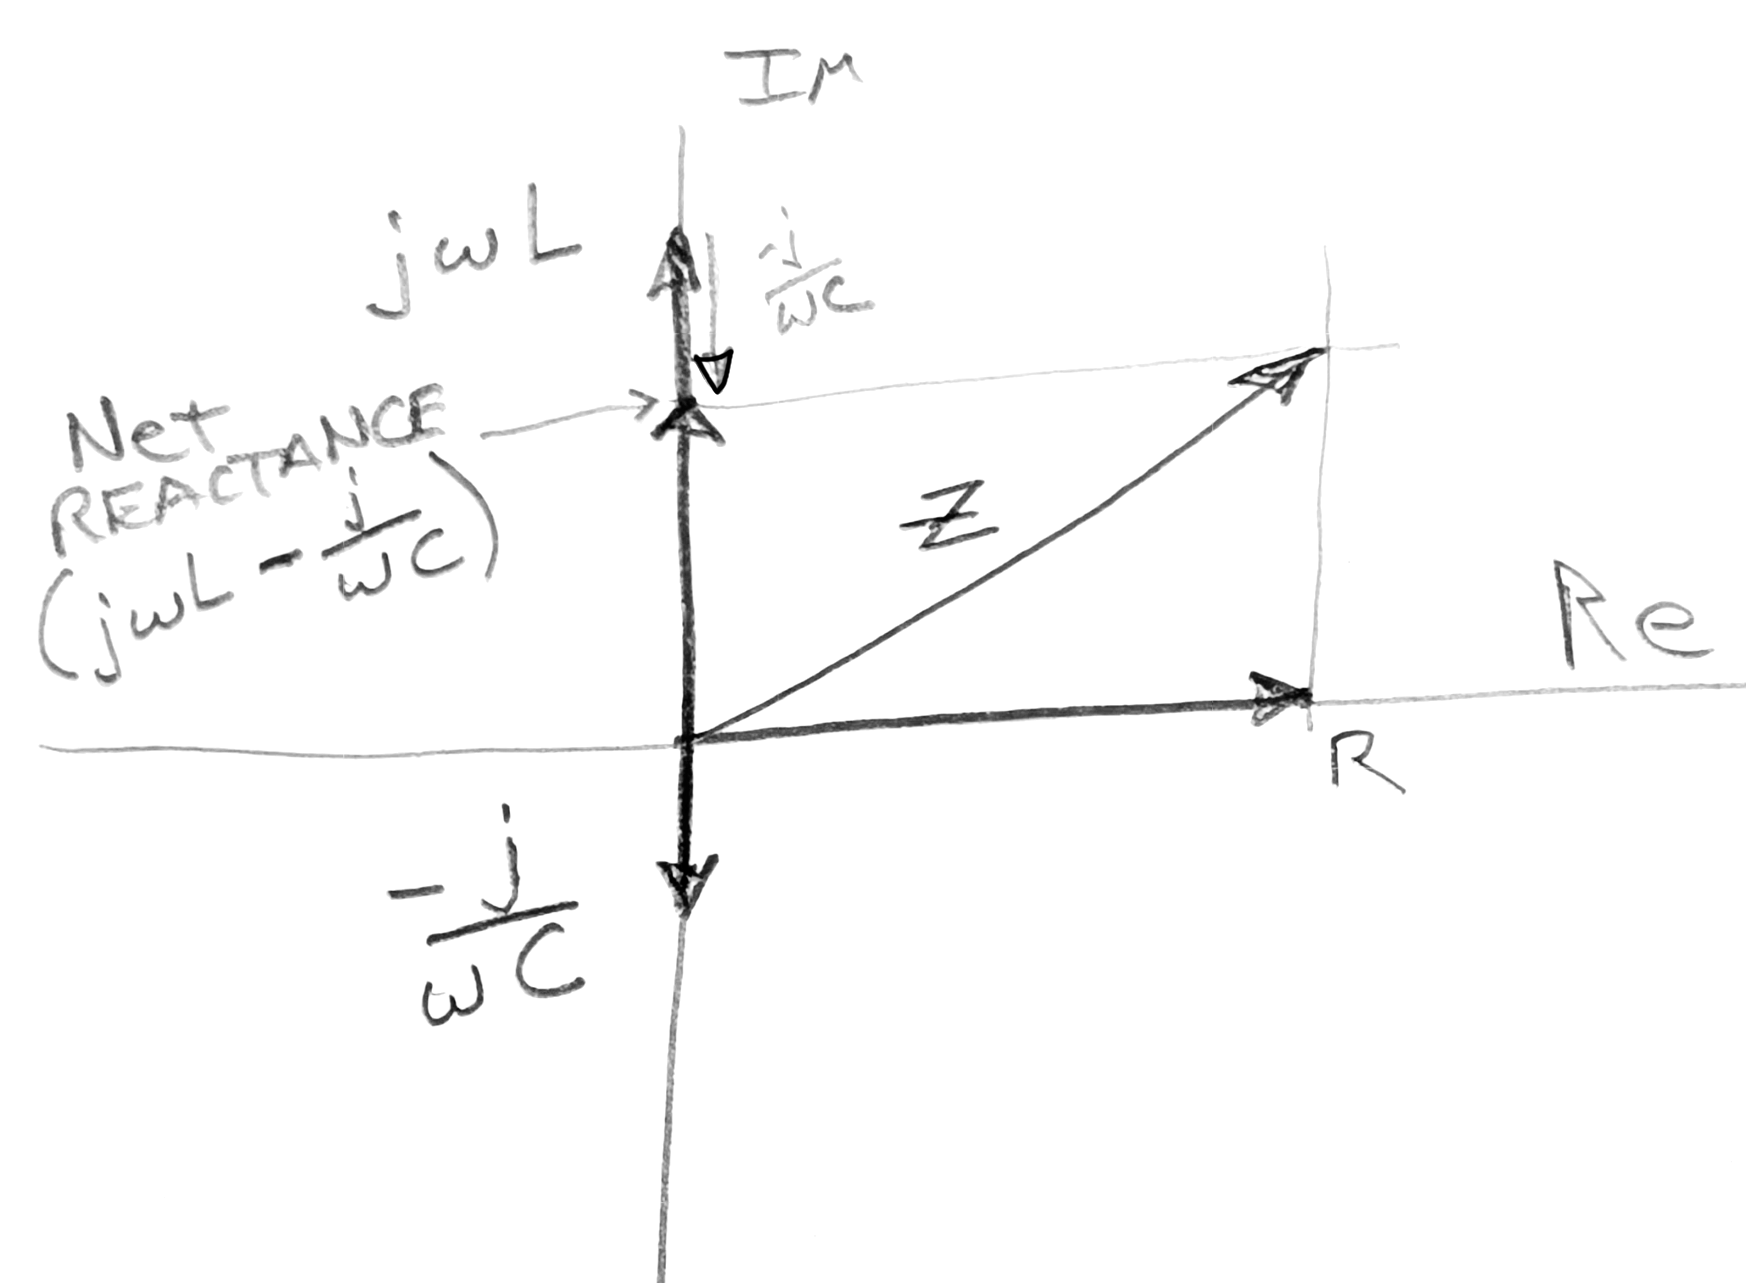 Im
jωL
-j/ωC
Net
REACTANCE
(jωL - j/ωC)
Z
Re
R
-j/ωC